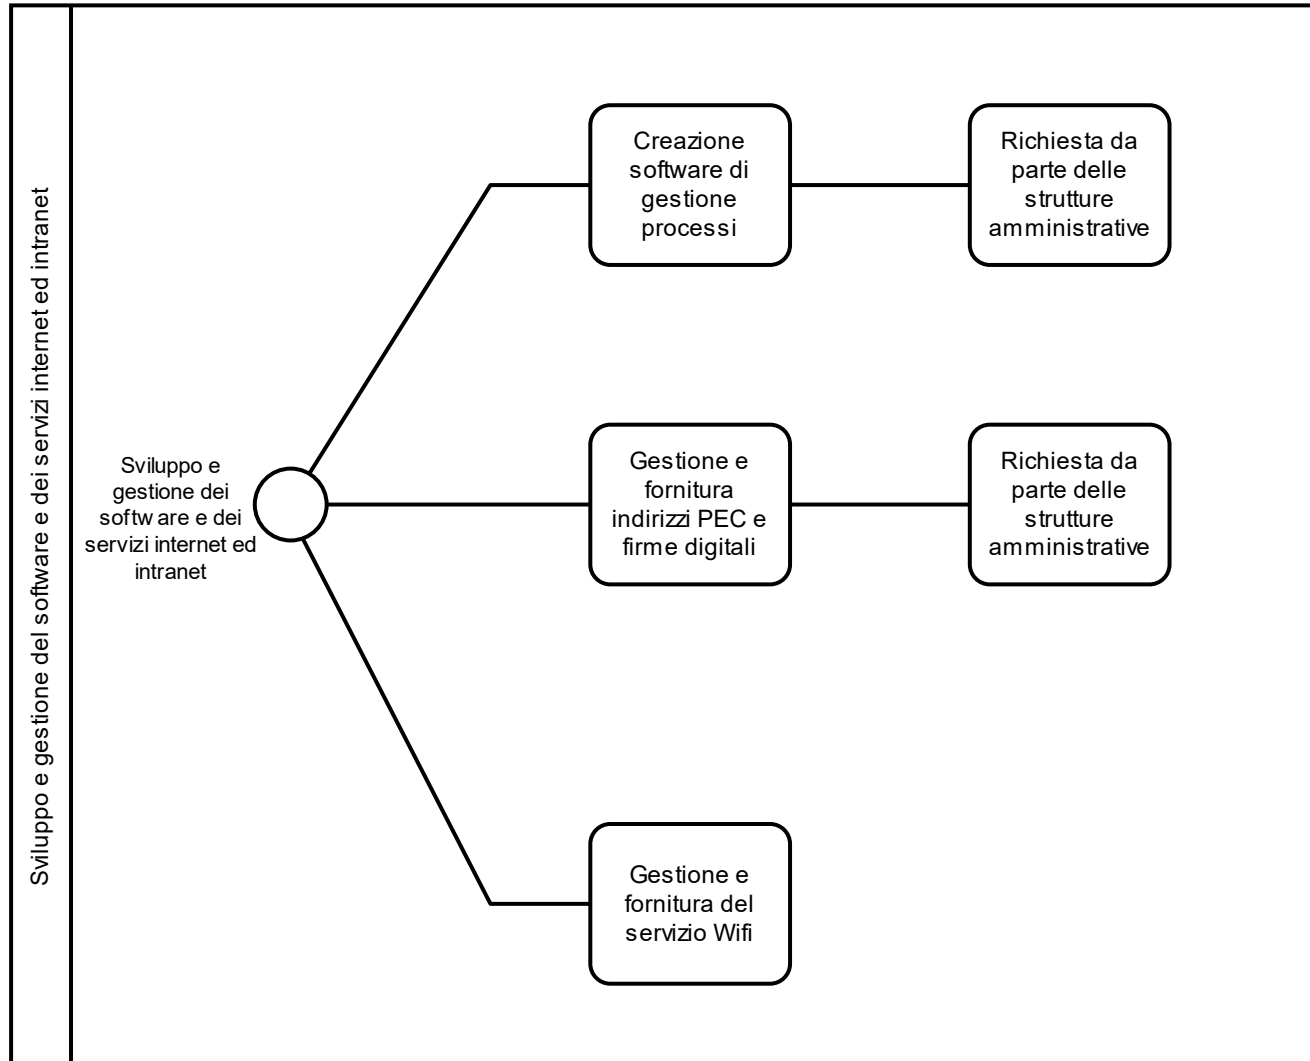 Sviluppo e gestione del software e dei servizi internet ed intranet
Sviluppo e
gestione dei
software e dei
servizi internet ed
intranet
Creazione
software di
gestione
processi
Richiesta da
parte delle
strutture
amministrative
Gestione e
fornitura
indirizzi PEC e
firme digitali
Richiesta da
parte delle
strutture
amministrative
Gestione e
fornitura del
servizio Wifi